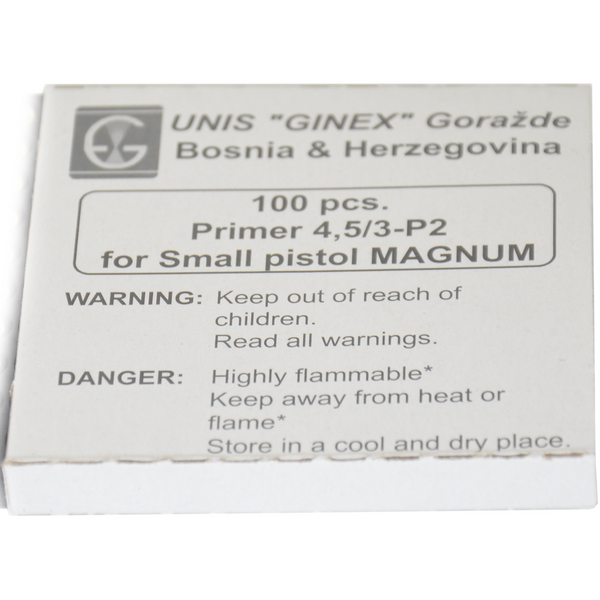 UNIS "GINEX" Goražde
Bosnia & Herzegovina
100 pcs.
Primer 4,5/3-P2
for Small pistol MAGNUM
WARNING: Keep out of reach of
children.
Read all warnings.
DANGER: Highly flammable*
Keep away from heat or
flame*
Store in a cool and dry place.